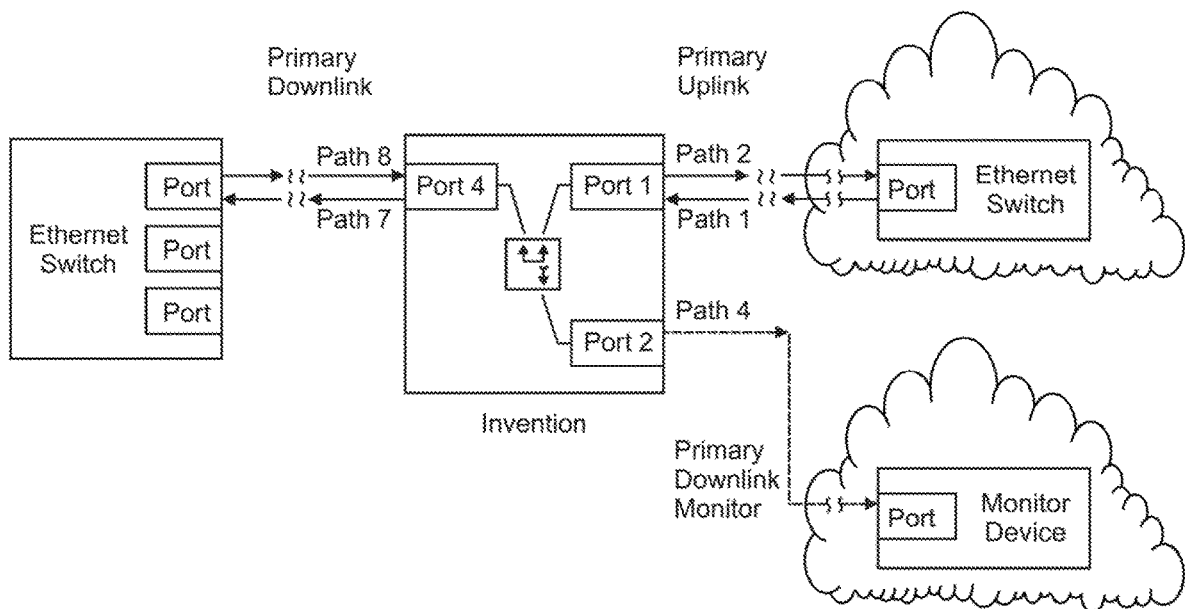 Primary
Downlink
Primary
Uplink
Path 8
Path 7
Path 2
Path 1
Port
Port
Port
Ethernet
Switch
Port 4
Port 1
Port 2
Port
Ethernet
Switch
Path 4
Invention
Primary
Downlink
Monitor
Port
Monitor
Device